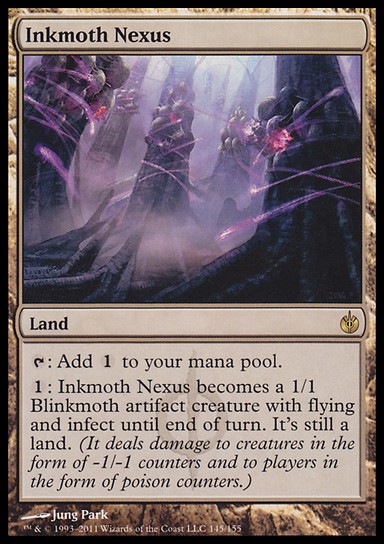 Inkmoth Nexus
Land
: Add 1 to your mana pool.
1: Inkmoth Nexus becomes a 1/1
Blinkmoth artifact creature with flying
and infect until end of turn. It's still a
land. (It deals damage to creatures in the
form of -1/-1 counters and to players in
the form of poison counters.)
Jung Park
™ & © 1993–2011 Wizards of the Coast LLC 145/155